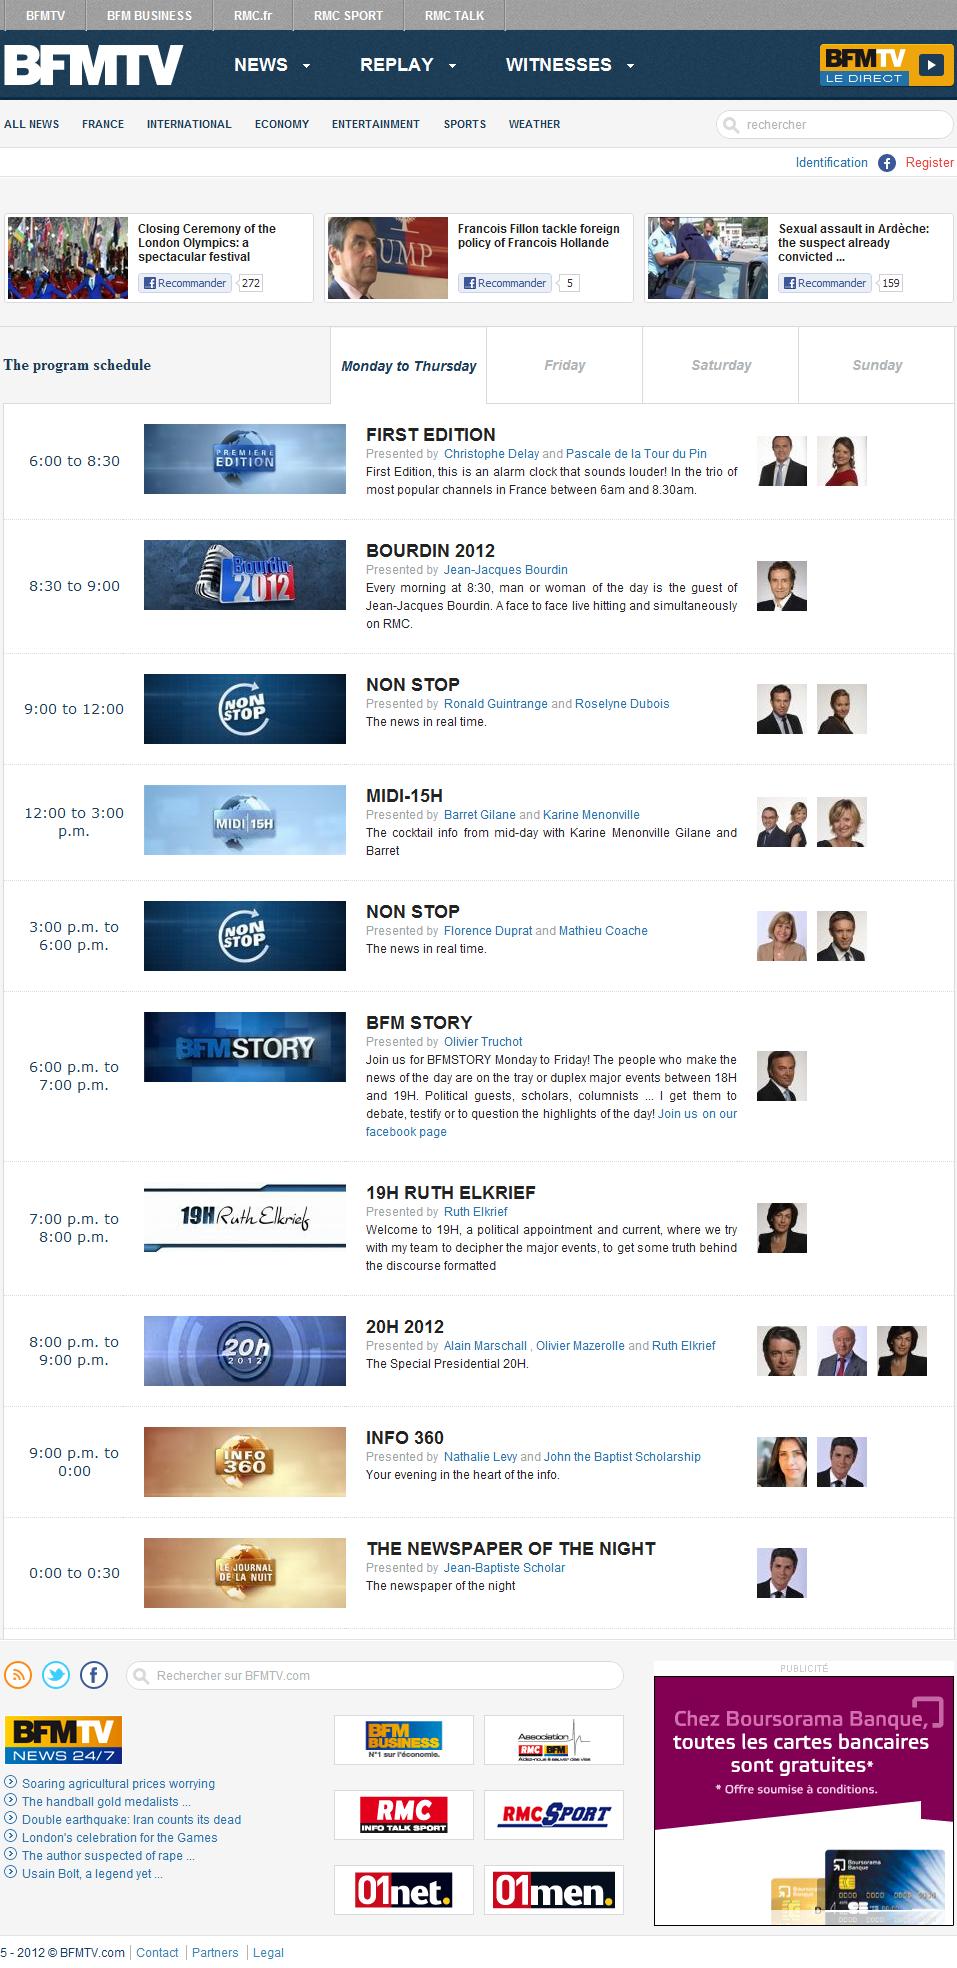 BFMTV BFM BUSINESS RMC.fr RMC SPORT RMC TALK
BFMTV NEWS REPLAY WITNESSES BFMTV
LE DIRECT
ALL NEWS FRANCE INTERNATIONAL ECONOMY ENTERTAINMENT SPORTS WEATHER rechercher
Identification Register
Closing Ceremony of the
London Olympics: a
spectacular festival
Recommander 272
UMP
Francois Fillon tackle foreign
policy of Francois Hollande
Recommander 5
Sexual assault in Ardèche:
the suspect already
convicted ...
Recommander 159
The program schedule Monday to Thursday Friday Saturday Sunday
6:00 to 8:30
PREMIERE
EDITION
FIRST EDITION
Presented by Christophe Delay and Pascale de la Tour du Pin
First Edition, this is an alarm clock that sounds louder! In the trio of
most popular channels in France between 6am and 8.30am.
8:30 to 9:00
Bourdin
2012
BOURDIN 2012
Presented by Jean-Jacques Bourdin
Every morning at 8:30, man or woman of the day is the guest of
Jean-Jacques Bourdin. A face to face live hitting and simultaneously
on RMC.
9:00 to 12:00
NON
STOP
NON STOP
Presented by Ronald Guintrange and Roselyne Dubois
The news in real time.
12:00 to 3:00
p.m.
MIDI|15H
MIDI-15H
Presented by Barret Gilane and Karine Menonville
The cocktail info from mid-day with Karine Menonville Gilane and
Barret
3:00 p.m. to
6:00 p.m.
NON
STOP
NON STOP
Presented by Florence Duprat and Mathieu Coache
The news in real time.
6:00 p.m. to
7:00 p.m.
BFMSTORY
BFM STORY
Presented by Olivier Truchot
Join us for BFMSTORY Monday to Friday! The people who make the
news of the day are on the tray or duplex major events between 18H
and 19H. Political guests, scholars, columnists ... I get them to
debate, testify or to question the highlights of the day! Join us on our
facebook page
7:00 p.m. to
8:00 p.m.
19H Ruth Elkrief
19H RUTH ELKRIEF
Presented by Ruth Elkrief
Welcome to 19H, a political appointment and current, where we try
with my team to decipher the major events, to get some truth behind
the discourse formatted
8:00 p.m. to
9:00 p.m.
20h
2012
20H 2012
Presented by Alain Marschall , Olivier Mazerolle and Ruth Elkrief
The Special Presidential 20H.
9:00 p.m. to
0:00
INFO
360
INFO 360
Presented by Nathalie Levy and John the Baptist Scholarship
Your evening in the heart of the info.
0:00 to 0:30
LE JOURNAL
DE LA NUIT
THE NEWSPAPER OF THE NIGHT
Presented by Jean-Baptiste Scholar
The newspaper of the night
Rechercher sur BFMTV.com
BFMTV
NEWS 24/7
Soaring agricultural prices worrying
The handball gold medalists ...
Double earthquake: Iran counts its dead
London's celebration for the Games
The author suspected of rape ...
Usain Bolt, a legend yet ...
BFM
BUSINESS
N°1 sur l'économie.
Association
RMC BFM
Aidez-nous à sauver des vies
RMC
INFO TALK SPORT
RMC SPORT
01net.
01men.
PUBLICITÉ
Chez Boursorama Banque,
toutes les cartes bancaires
sont gratuites*
* Offre soumise à conditions.
Boursorama
Banque
5 - 2012 © BFMTV.com Contact Partners Legal